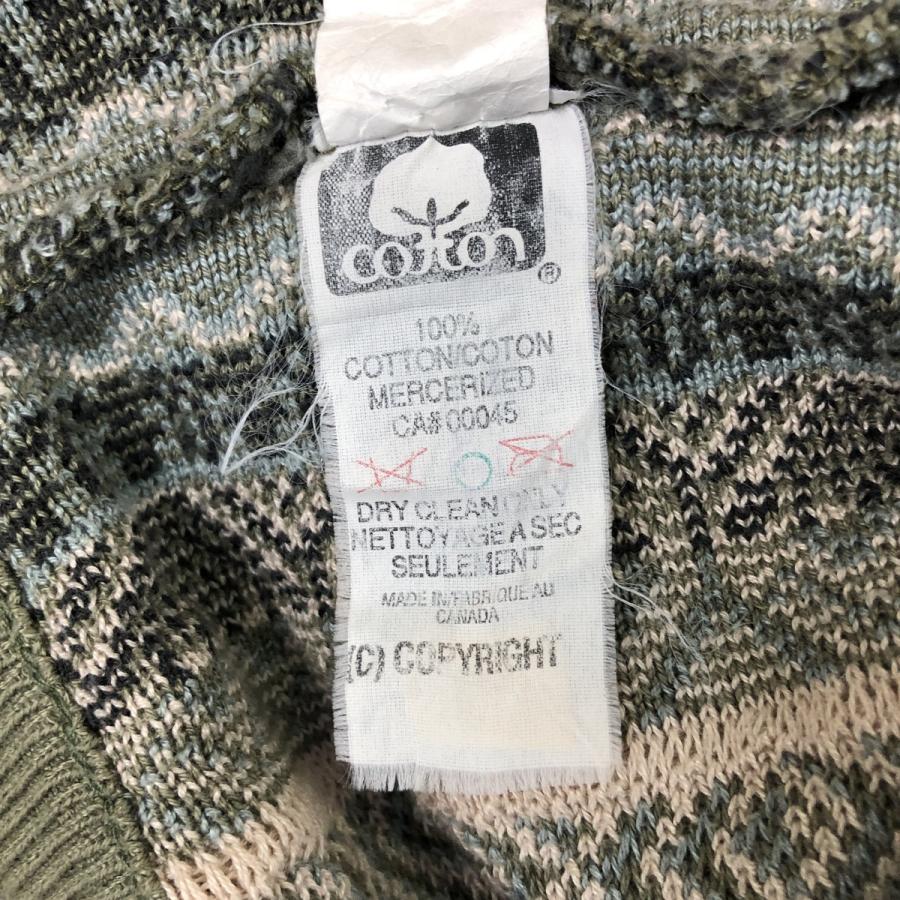 cotton
®
100%
COTTON/COTON
MERCERIZED
CA# 00045
DRY CLEAN ONLY
NETTOYAGE A SEC
SEULEMENT
MADE IN/FABRIQUE AU
CANADA
(C) COPYRIGHT